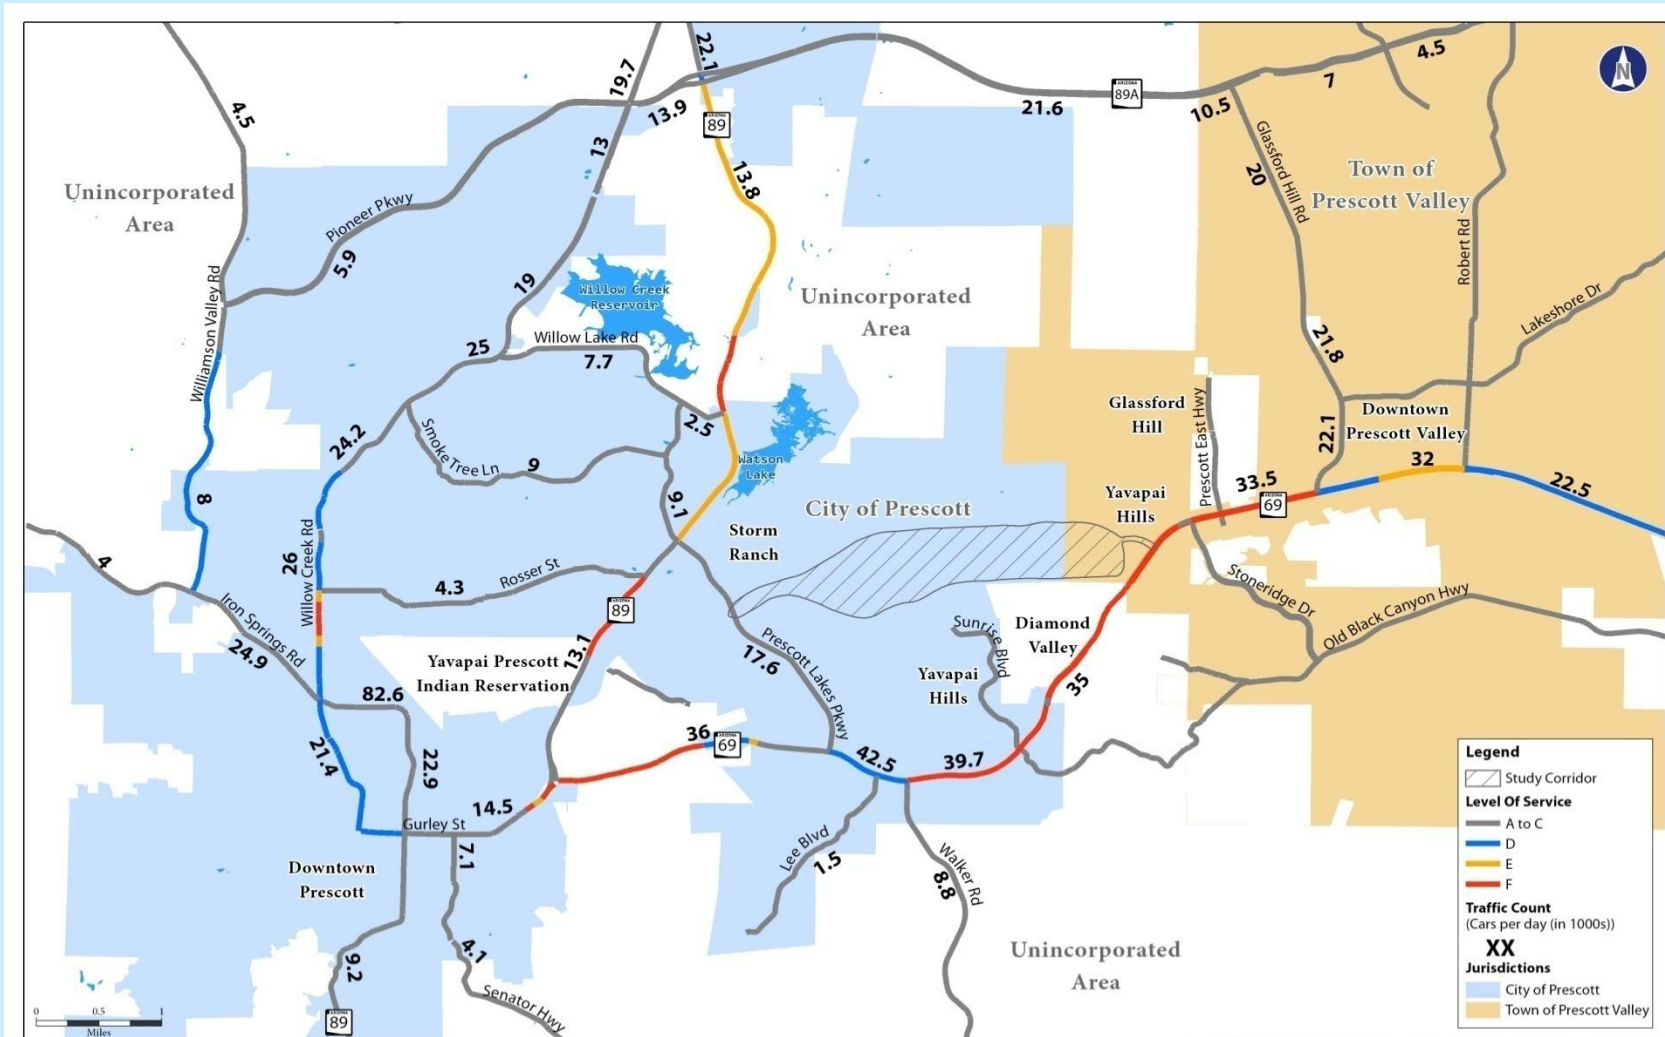 22.1
19.7
13.9
4.5
13
ARIZONA
89
13.8
21.6
ARIZONA
89A
10.5
7
4.5
Unincorporated
Area
Pioneer Pkwy
5.9
Glassford Hill Rd
20
Town of
Prescott Valley
Robert Rd
Williamson Valley Rd
19
Willow Creek
Reservoir
Unincorporated
Area
Lakeshore Dr
25
Willow Lake Rd
7.7
21.8
2.5
Glassford
Hill
Prescott East Hwy
Downtown
Prescott Valley
24.2
Smoke Tree Ln
9
Watson
Lake
22.1
32
33.5
ARIZONA
69
22.5
8
9.1
City of Prescott
Yavapai
Hills
Storm
Ranch
4
Willow Creek Rd
26
4.3
Rosser St
ARIZONA
89
13.1
Stoneridge Dr
Old Black Canyon Hwy
Iron Springs Rd
24.9
Yavapai Prescott
Indian Reservation
Prescott Lakes Pkwy
17.6
Sunrise Blvd
Diamond
Valley
Yavapai
Hills
35
82.6
21.4
22.9
36
ARIZONA
69
42.5
39.7
14.5
Gurley St
7.1
Lee Blvd
1.5
Walker Rd
8.8
Downtown
Prescott
4.1
9.2
Senator Hwy
ARIZONA
89
Unincorporated
Area
0
0.5
1
Miles
N
Legend
Study Corridor
Level Of Service
A to C
D
E
F
Traffic Count
(Cars per day (in 1000s))
XX
Jurisdictions
City of Prescott
Town of Prescott Valley